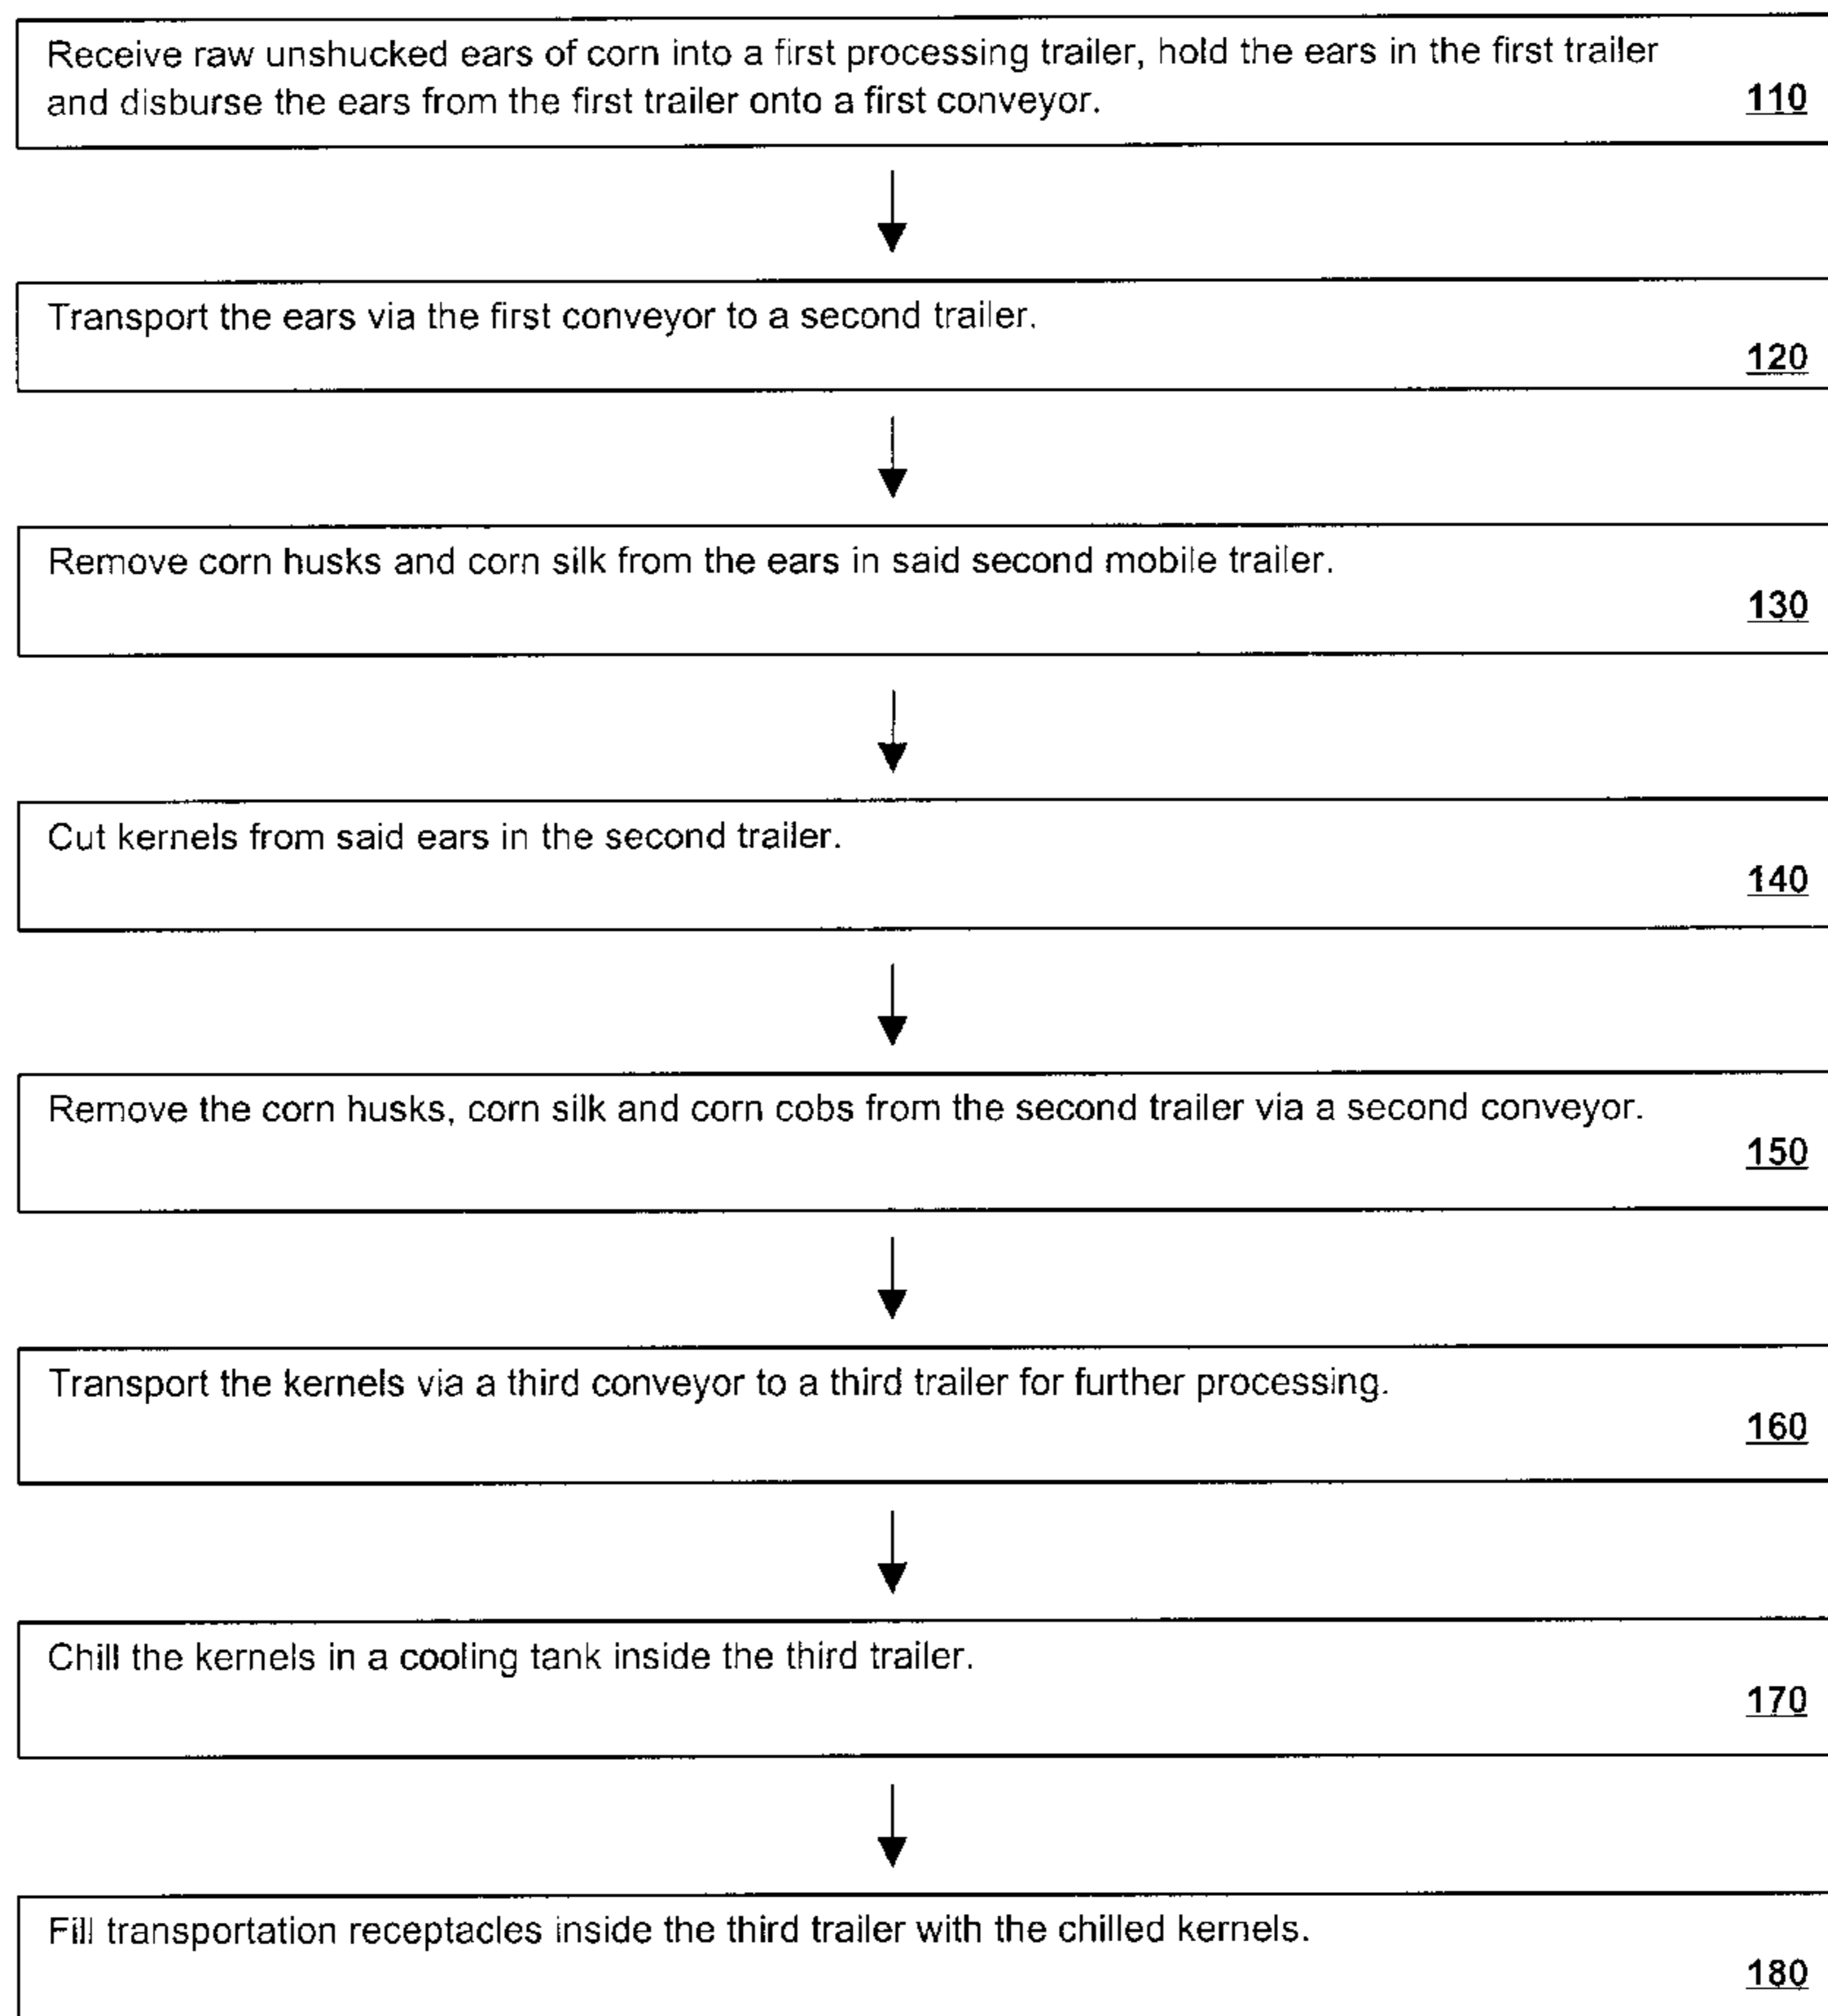 Receive raw unshucked ears of corn into a first processing trailer, hold the ears in the first trailer
and disburse the ears from the first trailer onto a first conveyor.
110
Transport the ears via the first conveyor to a second trailer.
120
Remove corn husks and corn silk from the ears in said second mobile trailer.
130
Cut kernels from said ears in the second trailer.
140
Remove the corn husks, corn silk and corn cobs from the second trailer via a second conveyor.
150
Transport the kernels via a third conveyor to a third trailer for further processing.
160
Chill the kernels in a cooling tank inside the third trailer.
170
Fill transportation receptacles inside the third trailer with the chilled kernels.
180